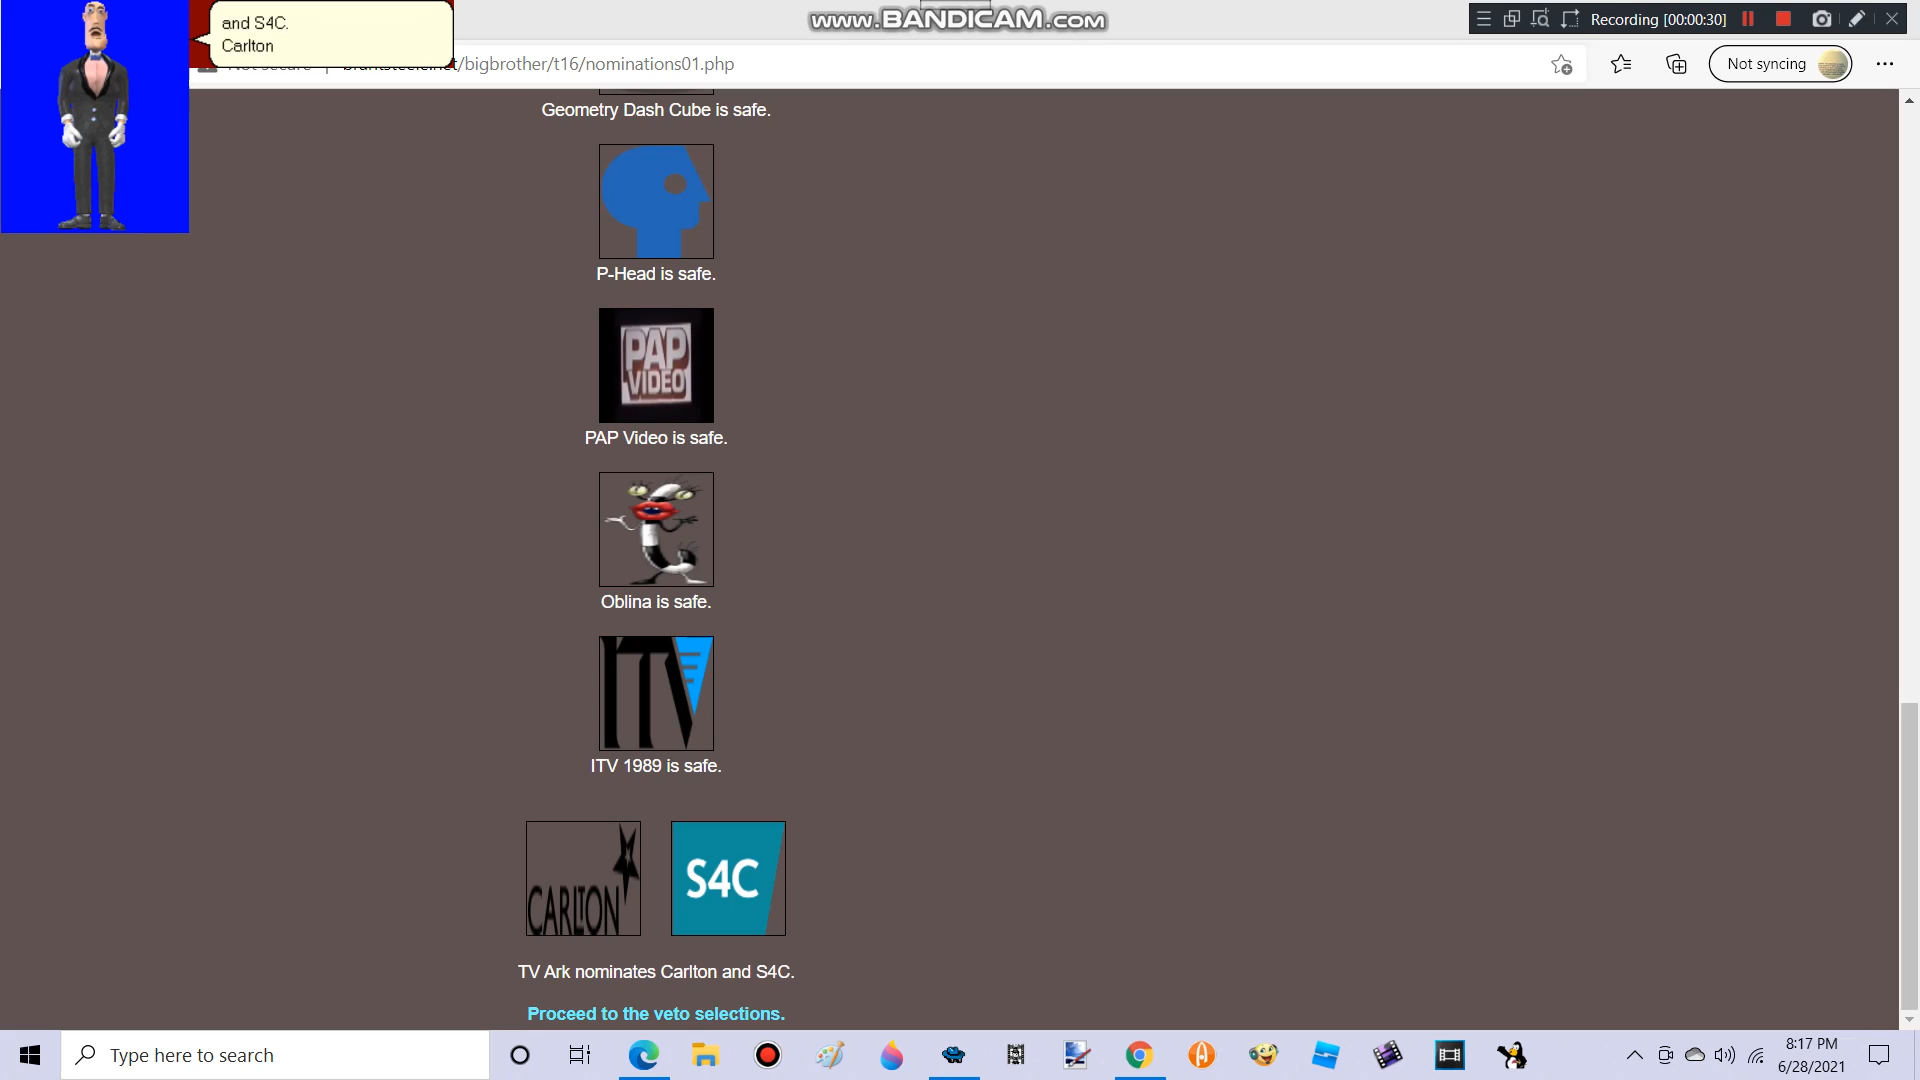 and S4C.
Carlton
www.BANDICAM.com
Recording [00:00:30]
/bigbrother/t16/nominations01.php
Not syncing
Geometry Dash Cube is safe.
P-Head is safe.
PAP
VIDEO
PAP Video is safe.
Oblina is safe.
ITV
ITV 1989 is safe.
CARLTON
S4C
TV Ark nominates Carlton and S4C.
Proceed to the veto selections.
Type here to search
8:17 PM
6/28/2021